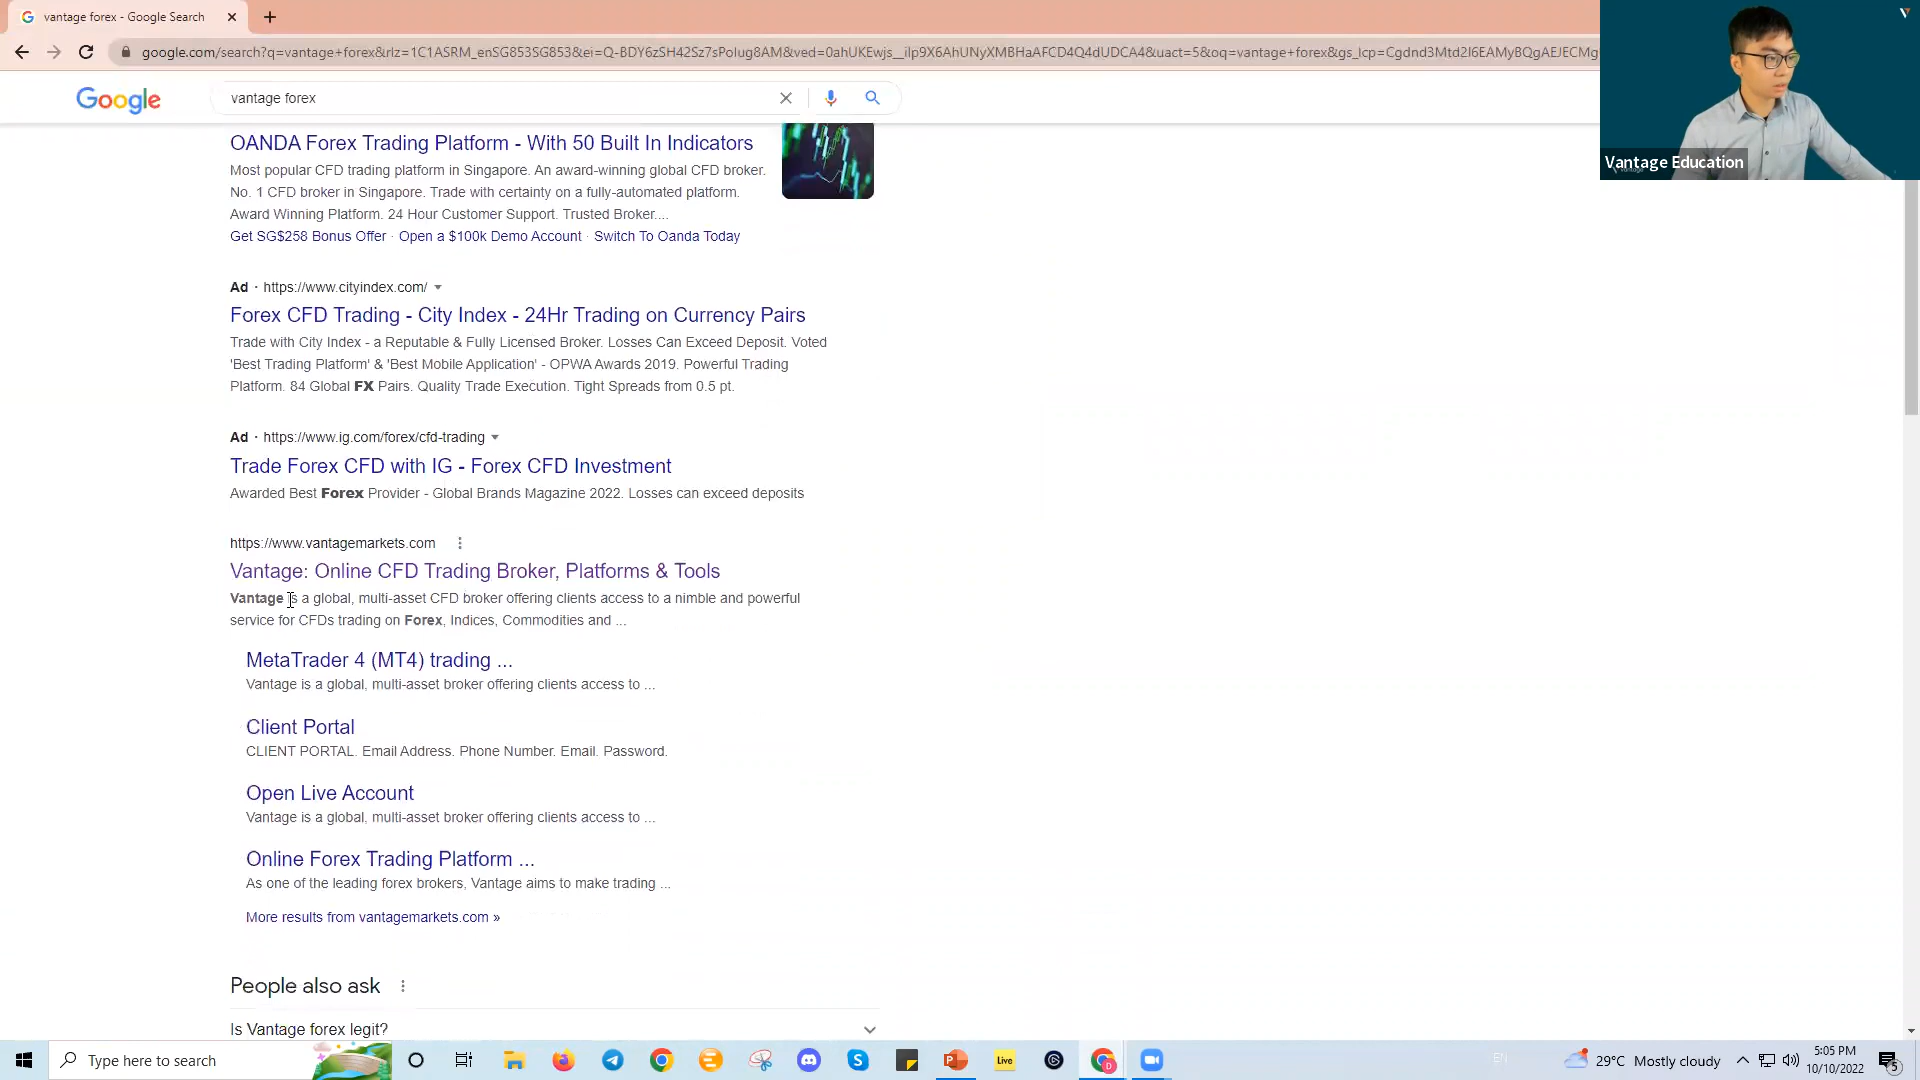 vantage forex - Google Search
google.com/search?q=vantage+forex&rlz=1C1ASRM_enSG853SG853&ei=Q-BDY6zSH42Sz7sPoIug8AM&ved=0ahUKEwjs__ilp9X6AhUNyXMBHaAFCD4Q4dUDCA4&uact=5&oq=vantage+forex&gs_lcp=Cgdnd3Mtd2l6EAMyBQgAEJECMg
Google
vantage forex
Vantage Education
OANDA Forex Trading Platform - With 50 Built In Indicators
Most popular CFD trading platform in Singapore. An award-winning global CFD broker.
No. 1 CFD broker in Singapore. Trade with certainty on a fully-automated platform.
Award Winning Platform. 24 Hour Customer Support. Trusted Broker....
Get SG$258 Bonus Offer · Open a $100k Demo Account · Switch To Oanda Today
Ad · https://www.cityindex.com/
Forex CFD Trading - City Index - 24Hr Trading on Currency Pairs
Trade with City Index - a Reputable & Fully Licensed Broker. Losses Can Exceed Deposit. Voted
'Best Trading Platform' & 'Best Mobile Application' - OPWA Awards 2019. Powerful Trading
Platform. 84 Global FX Pairs. Quality Trade Execution. Tight Spreads from 0.5 pt.
Ad · https://www.ig.com/forex/cfd-trading
Trade Forex CFD with IG - Forex CFD Investment
Awarded Best Forex Provider - Global Brands Magazine 2022. Losses can exceed deposits
https://www.vantagemarkets.com
Vantage: Online CFD Trading Broker, Platforms & Tools
Vantage is a global, multi-asset CFD broker offering clients access to a nimble and powerful
service for CFDs trading on Forex, Indices, Commodities and ...
MetaTrader 4 (MT4) trading ...
Vantage is a global, multi-asset broker offering clients access to ...
Client Portal
CLIENT PORTAL. Email Address. Phone Number. Email. Password.
Open Live Account
Vantage is a global, multi-asset broker offering clients access to ...
Online Forex Trading Platform ...
As one of the leading forex brokers, Vantage aims to make trading ...
More results from vantagemarkets.com »
People also ask
Is Vantage forex legit?
Type here to search
Live
EN
29°C Mostly cloudy
5:05 PM
10/10/2022
5